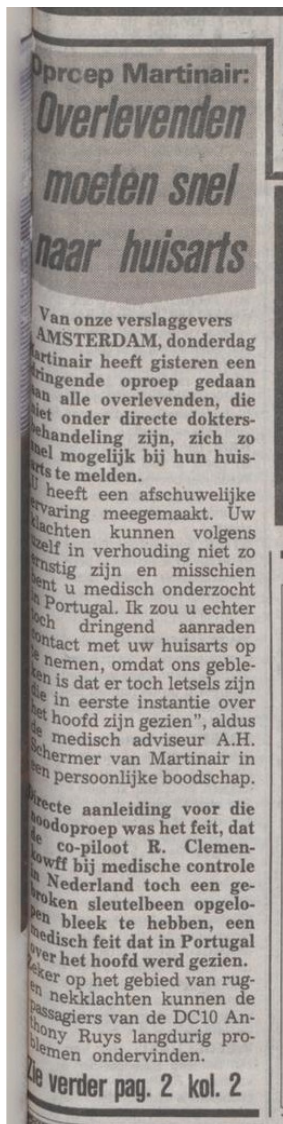 Oproep Martinair:
Overlevenden
moeten snel
naar huisarts
Van onze verslaggevers
AMSTERDAM, donderdag
Martinair heeft gisteren een
dringende oproep gedaan
aan alle overlevenden, die
niet onder directe dokters-
behandeling zijn, zich zo
snel mogelijk bij hun huis-
arts te melden.
„U heeft een afschuwelijke
ervaring meegemaakt. Uw
klachten kunnen volgens
uzelf in verhouding niet zo
ernstig zijn en misschien
bent u medisch onderzocht
in Portugal. Ik zou u echter
toch dringend aanraden
contact met uw huisarts op
te nemen, omdat ons geble-
ken is dat er toch letsels zijn
die in eerste instantie over
het hoofd zijn gezien”, aldus
de medisch adviseur A.H.
Schermer van Martinair in
een persoonlijke boodschap.
Directe aanleiding voor die
noodoproep was het feit, dat
de co-piloot R. Clemen-
kowff bij medische controle
in Nederland toch een ge-
broken sleutelbeen opgelo-
pen bleek te hebben, een
medisch feit dat in Portugal
over het hoofd werd gezien.
Zeker op het gebied van rug-
en nekklachten kunnen de
passagiers van de DC10 An-
thony Ruys langdurig pro-
blemen ondervinden.
Zie verder pag. 2 kol. 2